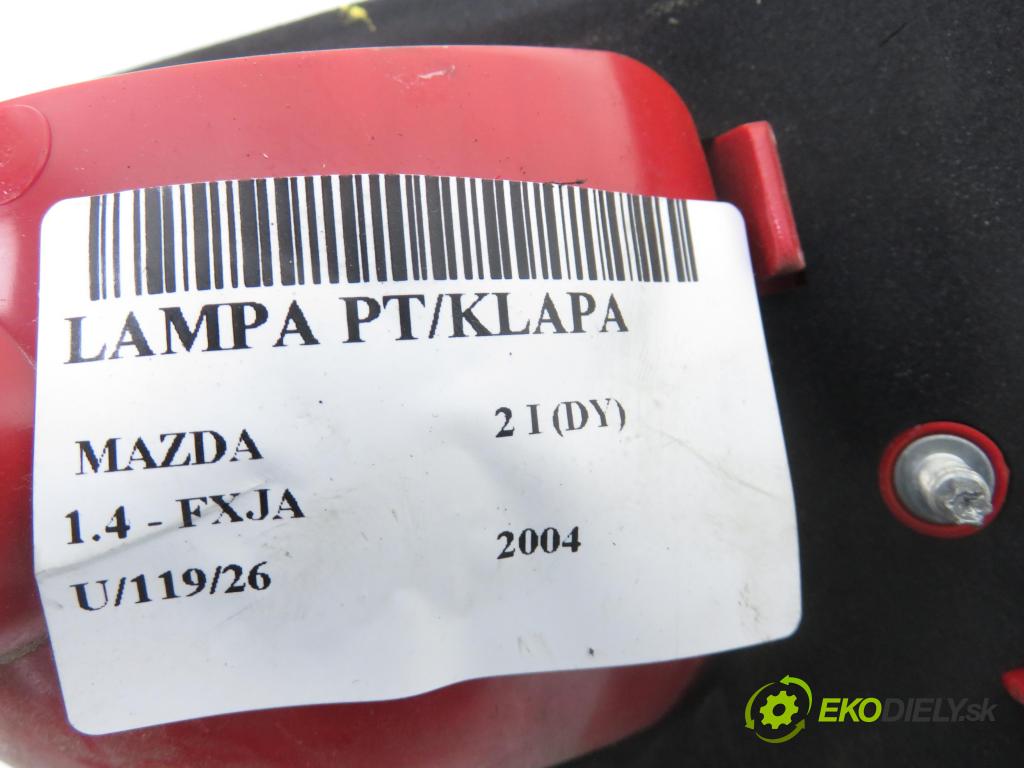 LAMPA PT/KLAPA
MAZDA 2 I (DY)
1.4 - FXJA
2004
U/119/26
EKODIELY.sk